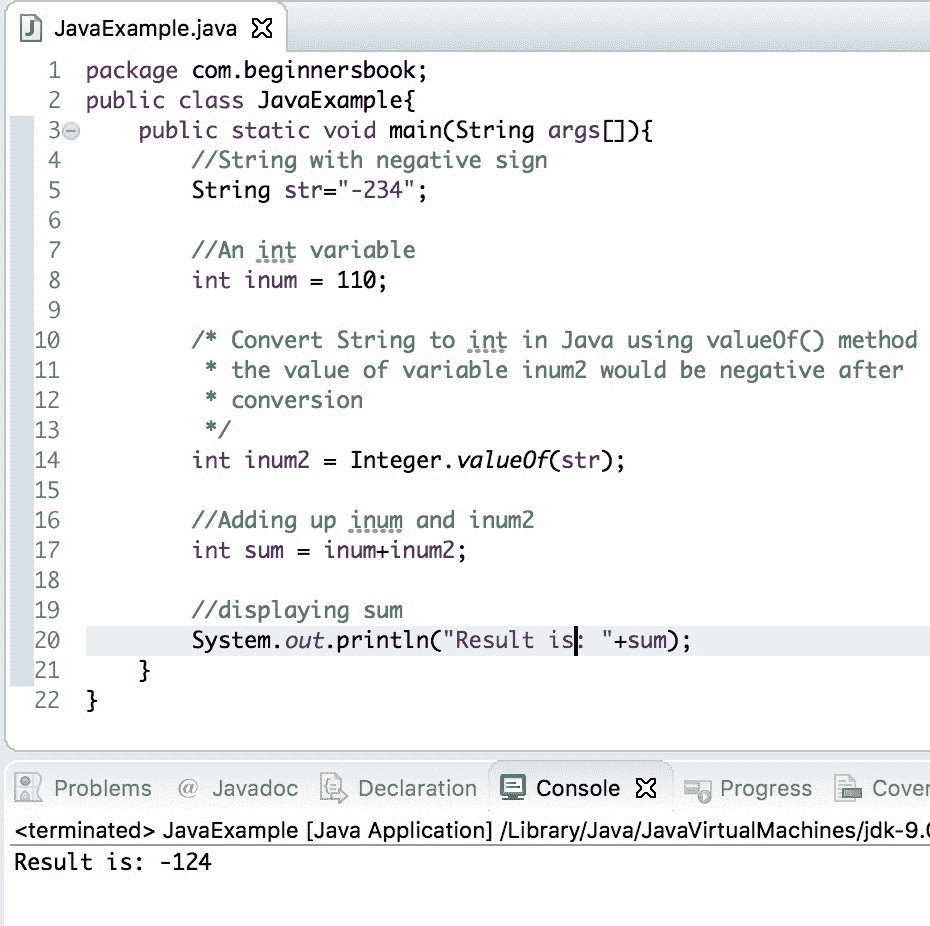 JavaExample.java
1 package com.beginnersbook;
2 public class JavaExample{
3 public static void main(String args[]){
4 //String with negative sign
5 String str="-234";
6
7 //An int variable
8 int inum = 110;
9
10 /* Convert String to int in Java using valueOf() method
11 * the value of variable inum2 would be negative after
12 * conversion
13 */
14 int inum2 = Integer.valueOf(str);
15
16 //Adding up inum and inum2
17 int sum = inum+inum2;
18
19 //displaying sum
20 System.out.println("Result is: "+sum);
21 }
22 }
Problems @ Javadoc Declaration Console Progress Cover
<terminated> JavaExample [Java Application] /Library/Java/JavaVirtualMachines/jdk-9.0
Result is: -124